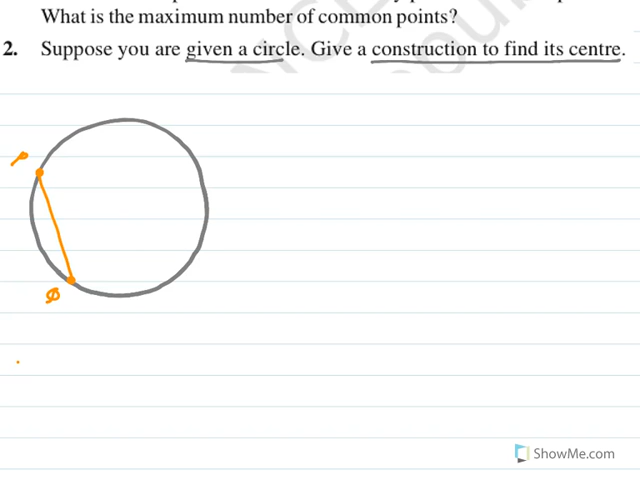 What is the maximum number of common points?
2. Suppose you are given a circle. Give a construction to find its centre.
P
Q
ShowMe.com